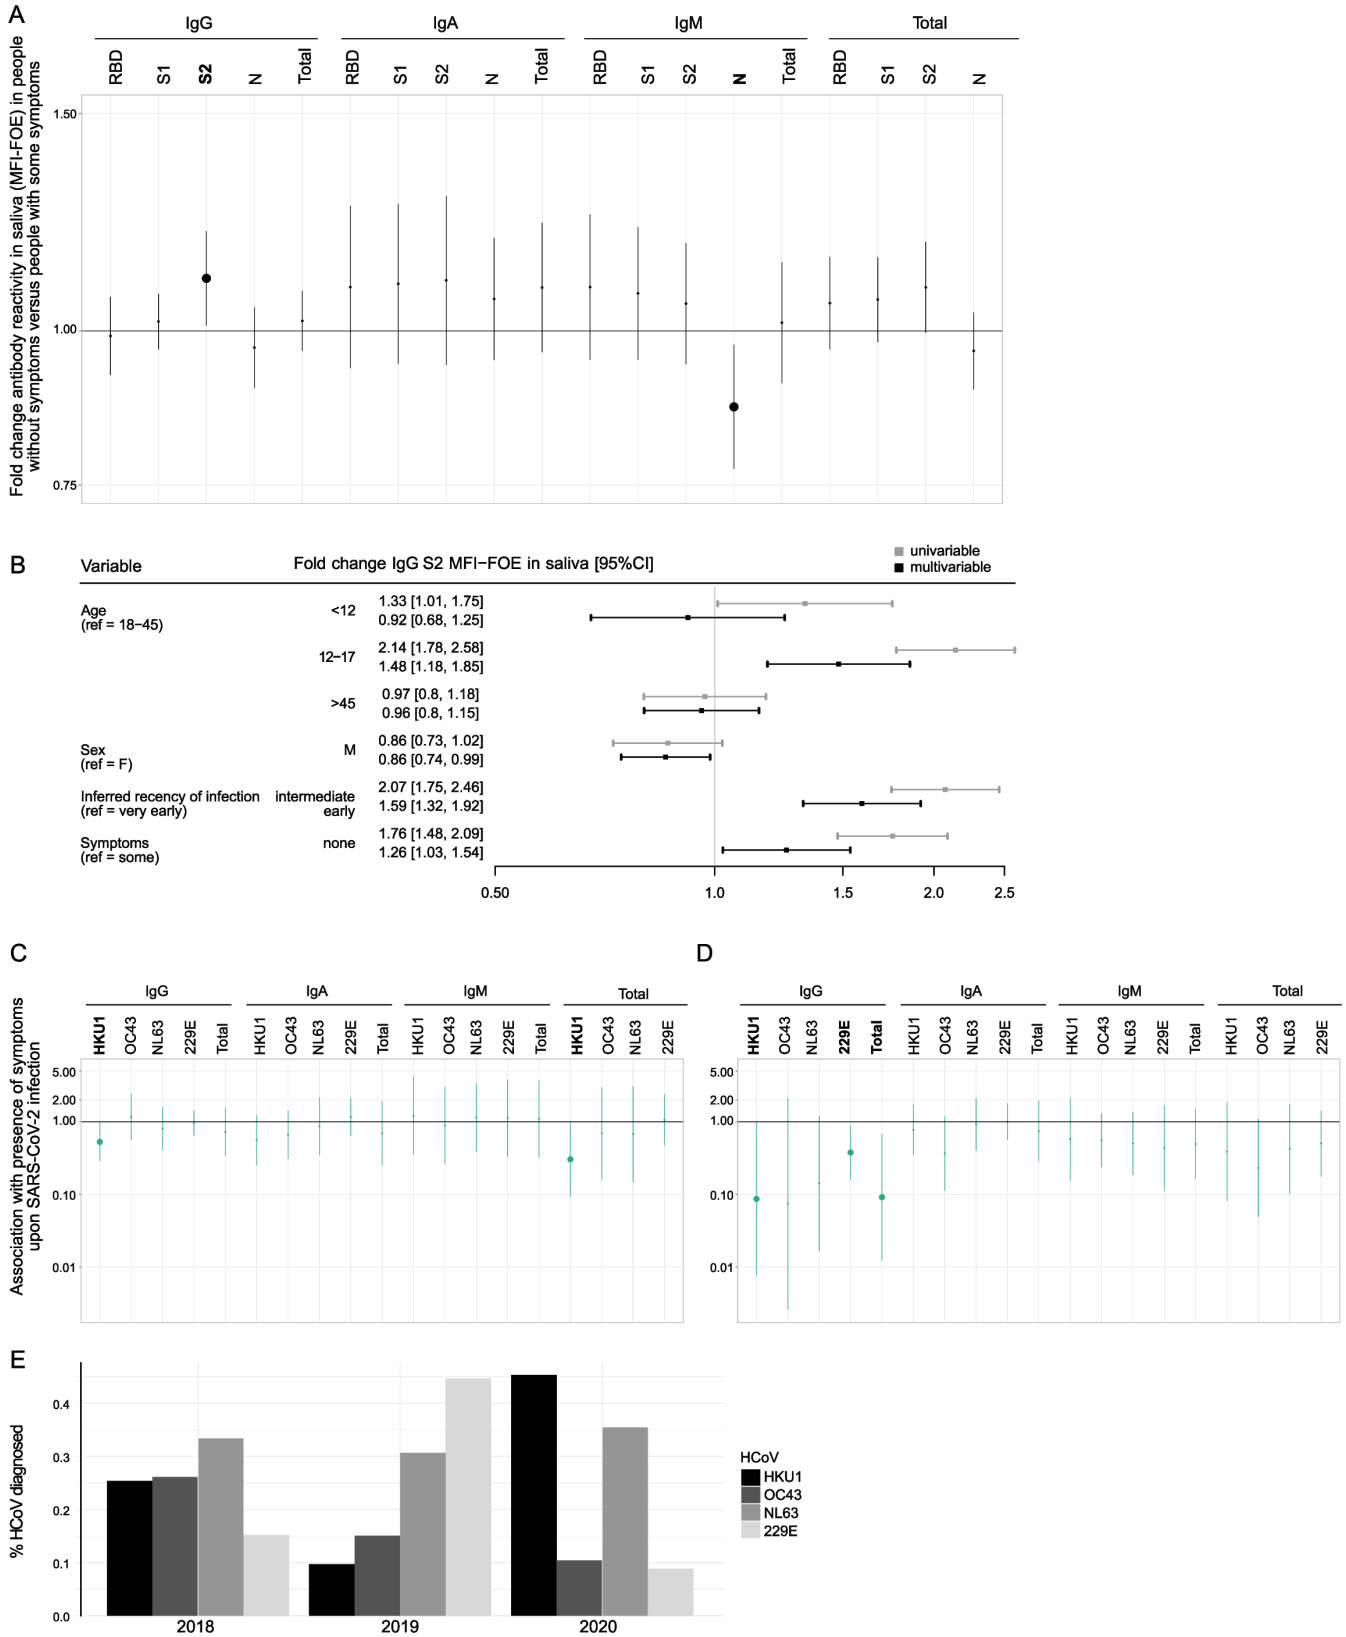 A
IgG IgA IgM Total
RBD S1 S2 N Total RBD S1 S2 N Total RBD S1 S2 N Total RBD S1 S2 N
Fold change antibody reactivity in saliva (MFI-FOE) in people
without symptoms versus people with some symptoms
1.50
1.00
0.75
B
Variable Fold change IgG S2 MFI−FOE in saliva [95%CI]
univariable
multivariable
Age
(ref = 18−45)
<12
1.33 [1.01, 1.75]
0.92 [0.68, 1.25]
12−17
2.14 [1.78, 2.58]
1.48 [1.18, 1.85]
>45
0.97 [0.8, 1.18]
0.96 [0.8, 1.15]
Sex
(ref = F)
M
0.86 [0.73, 1.02]
0.86 [0.74, 0.99]
Inferred recency of infection
(ref = very early)
intermediate
early
2.07 [1.75, 2.46]
1.59 [1.32, 1.92]
Symptoms
(ref = some)
none
1.76 [1.48, 2.09]
1.26 [1.03, 1.54]
0.50 1.0 1.5 2.0 2.5
C
IgG IgA IgM Total
HKU1 OC43 NL63 229E Total HKU1 OC43 NL63 229E Total HKU1 OC43 NL63 229E Total HKU1 OC43 NL63 229E
Association with presence of symptoms
upon SARS-CoV-2 infection
5.00
2.00
1.00
0.10
0.01
D
IgG IgA IgM Total
HKU1 OC43 NL63 229E Total HKU1 OC43 NL63 229E Total HKU1 OC43 NL63 229E Total HKU1 OC43 NL63 229E
5.00
2.00
1.00
0.10
0.01
E
% HCoV diagnosed
0.4
0.3
0.2
0.1
0.0
2018 2019 2020
HCoV
HKU1
OC43
NL63
229E